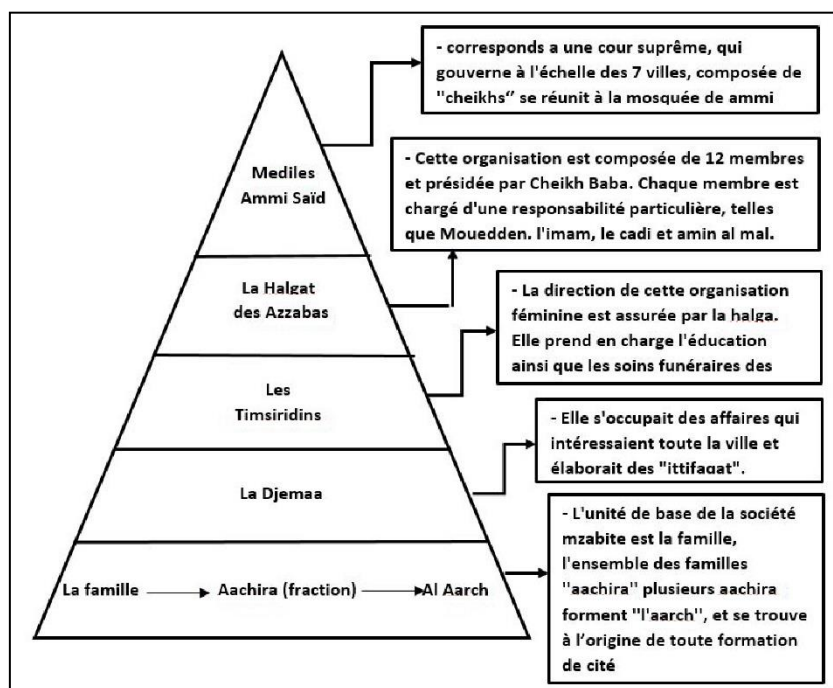 - corresponds a une cour suprême, qui
gouverne à l'échelle des 7 villes, composée de
"cheikhs" se réunit à la mosquée de ammi
Mediles
Ammi Saïd
- Cette organisation est composée de 12 membres
et présidée par Cheikh Baba. Chaque membre est
chargé d'une responsabilité particulière, telles
que Mouedden. l'imam, le cadi et amin al mal.
La Halgat
des Azzabas
- La direction de cette organisation
féminine est assurée par la halga.
Elle prend en charge l'éducation
ainsi que les soins funéraires des
Les
Timsiridins
- Elle s'occupait des affaires qui
intéressaient toute la ville et
élaborait des "ittifaqat".
La Djemaa
- L'unité de base de la société
mzabite est la famille,
l'ensemble des familles
"aachira" plusieurs aachira
forment "l'aarch", et se trouve
à l'origine de toute formation
de cité
La famille Aachira (fraction) Al Aarch